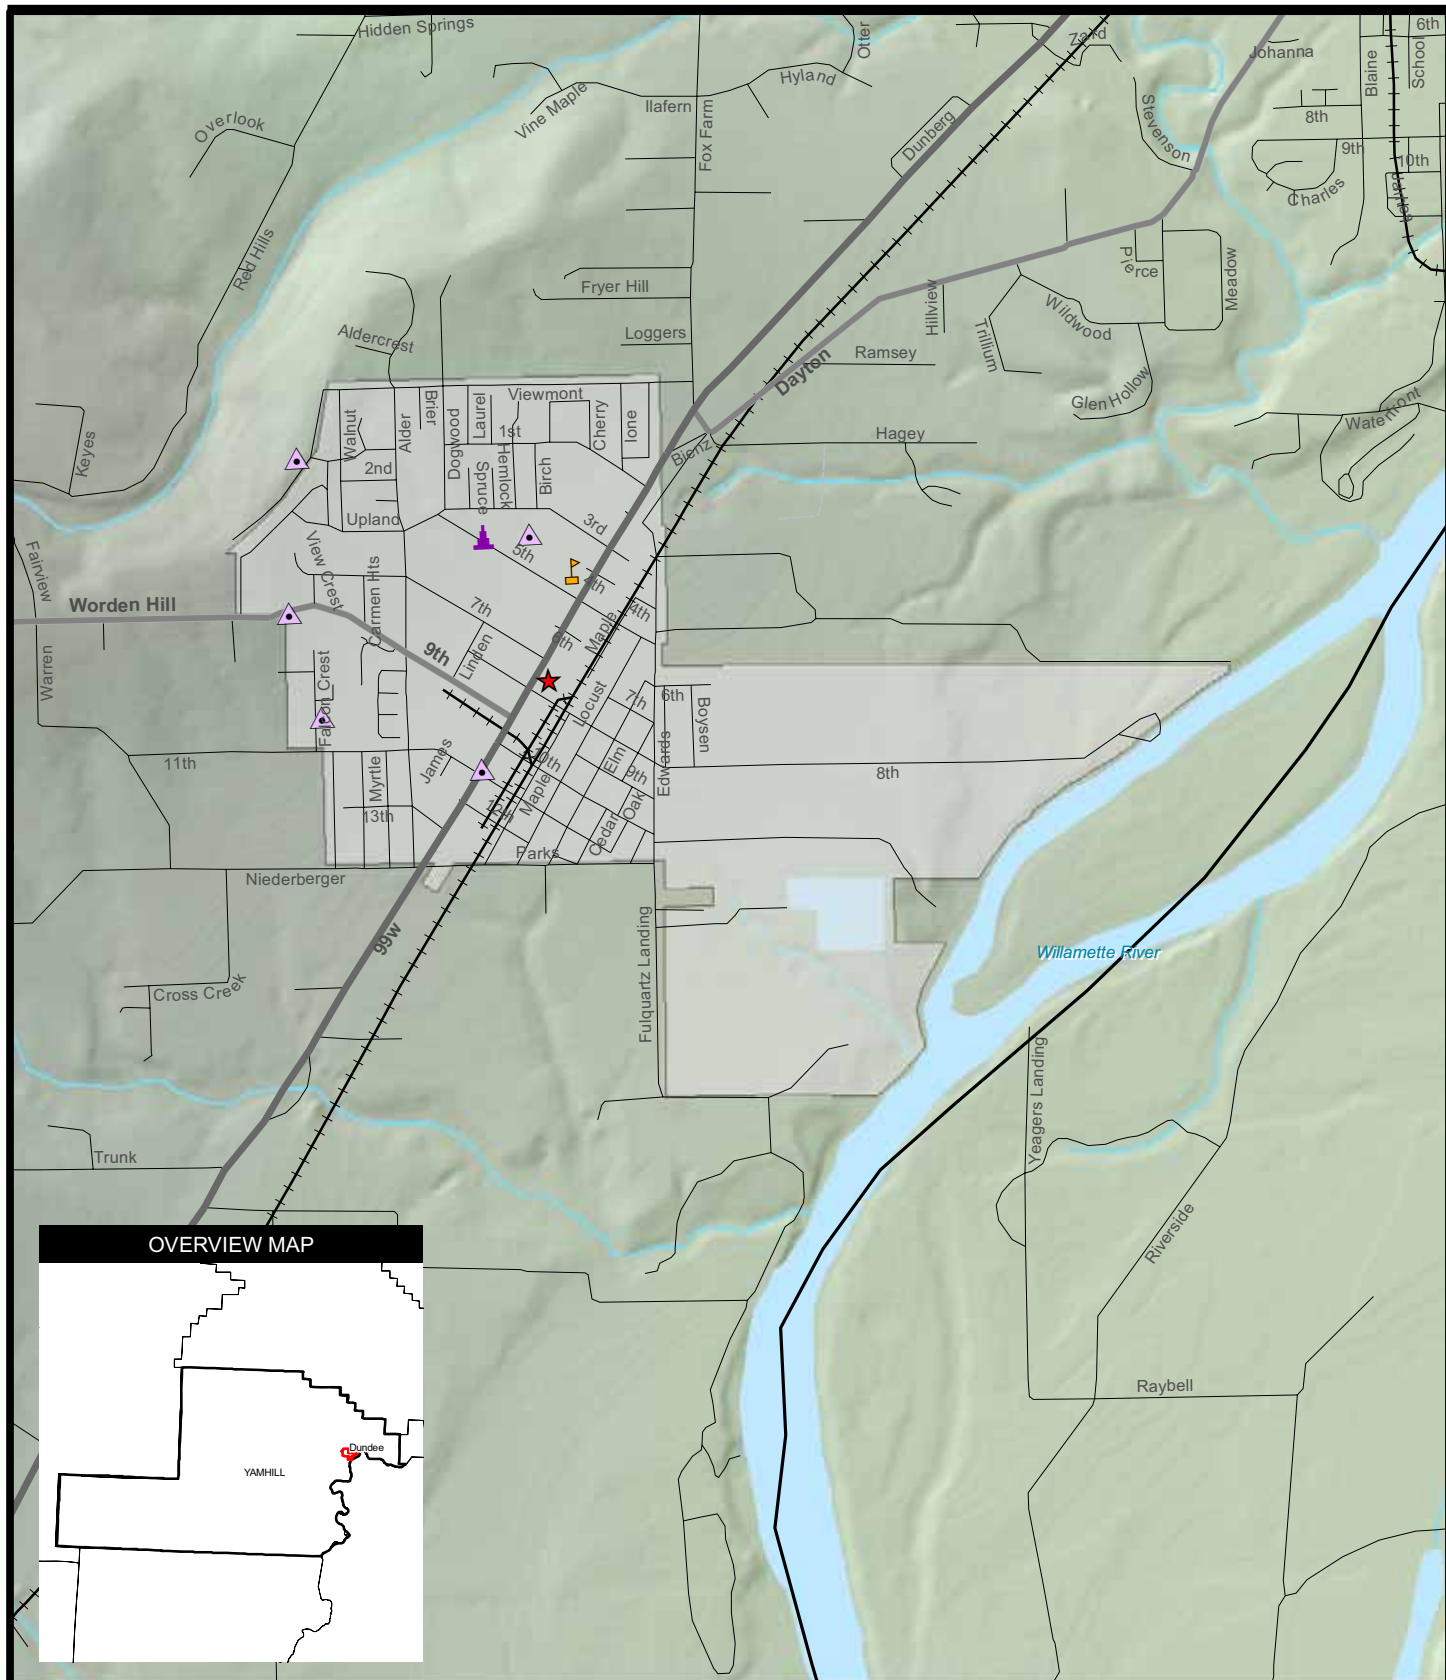 Hidden Springs
Otter
Zard
Johanna
6th
Blaine
School
Hyland
Vine Maple
Ilafern
Fox Farm
Dunberg
Stevenson
8th
9th
10th
Charles
Overlook
Red Hills
Pierce
Meadow
Fryer Hill
Hillview
Wildwood
Trillium
Loggers
Aldercrest
Ramsey
Dayton
Glen Hollow
Waterfront
Viewmont
Walnut
Alder
Brier
Dogwood
Laurel
1st
Cherry
Ione
Hagey
Bienz
Keyes
2nd
Spruce
Hemlock
Birch
Upland
3rd
5th
4th
View Crest
Carmen Hts
Fairview
Worden Hill
7th
4th
Maple
6th
9th
Linden
Warren
Falcon Crest
Locust
7th
6th
Boysen
11th
James
Myrtle
10th
Elm
9th
Edwards
8th
13th
Maple
Oak
Cedar
Parks
Niederberger
99w
Fulquartz Landing
Willamette River
Cross Creek
Yeagers Landing
Trunk
Riverside
Raybell
OVERVIEW MAP
Dundee
YAMHILL